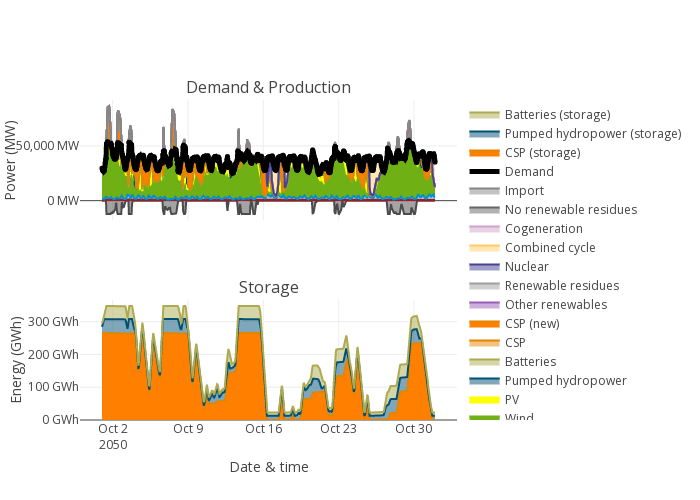 Demand & Production
Power (MW)
50,000 MW
0 MW
Storage
Energy (GWh)
300 GWh
200 GWh
100 GWh
0 GWh
Oct 2
2050
Oct 9
Oct 16
Oct 23
Oct 30
Date & time
Batteries (storage)
Pumped hydropower (storage)
CSP (storage)
Demand
Import
No renewable residues
Cogeneration
Combined cycle
Nuclear
Renewable residues
Other renewables
CSP (new)
CSP
Batteries
Pumped hydropower
PV
Wind